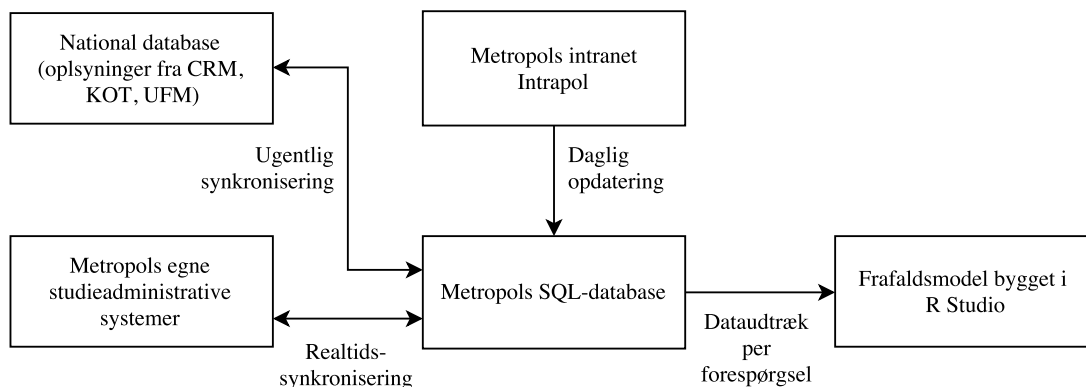 National database
(oplsyninger fra CRM,
KOT, UFM)
Metropols intranet
Intrapol
Ugentlig
synkronisering
Daglig
opdatering
Metropols egne
studieadministrative
systemer
Metropols SQL-database
Frafaldsmodel bygget i
R Studio
Realtids-
synkronisering
Dataudtræk
per
forespørgsel